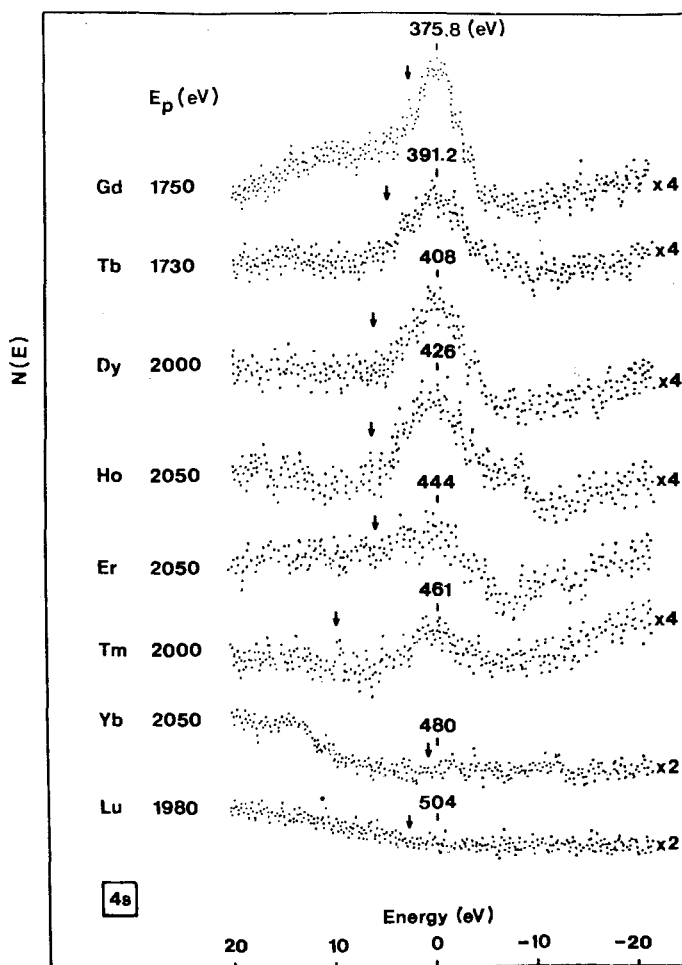 375.8 (eV)
Ep (eV)
391.2
Gd 1750 x4
Tb 1730 x4
408
N(E)
426
Dy 2000 x4
Ho 2050 x4
444
Er 2050
461
x4
Tm 2000
Yb 2050 480
x2
Lu 1980 504
x2
4s
Energy (eV)
20 10 0 -10 -20